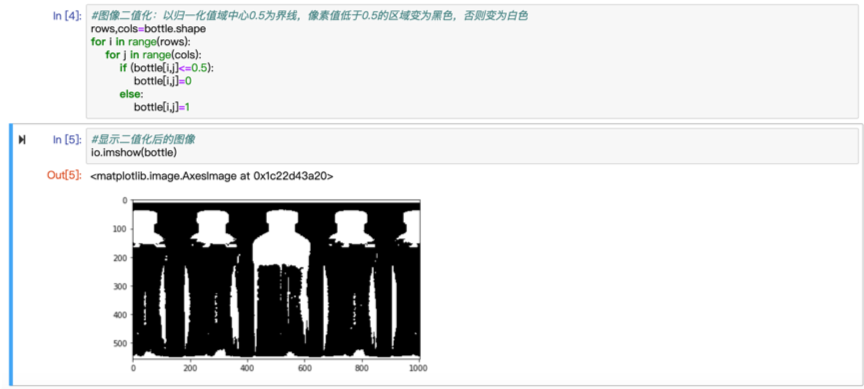 In [4]:
#图像二值化：以归一化值域中心0.5为界线，像素值低于0.5的区域变为黑色，否则变为白色
rows,cols=bottle.shape
for i in range(rows):
    for j in range(cols):
        if (bottle[i,j]<=0.5):
            bottle[i,j]=0
        else:
            bottle[i,j]=1
In [5]:
#显示二值化后的图像
io.imshow(bottle)
Out[5]:
<matplotlib.image.AxesImage at 0x1c22d43a20>
0
100
200
300
400
500
0 200 400 600 800 1000